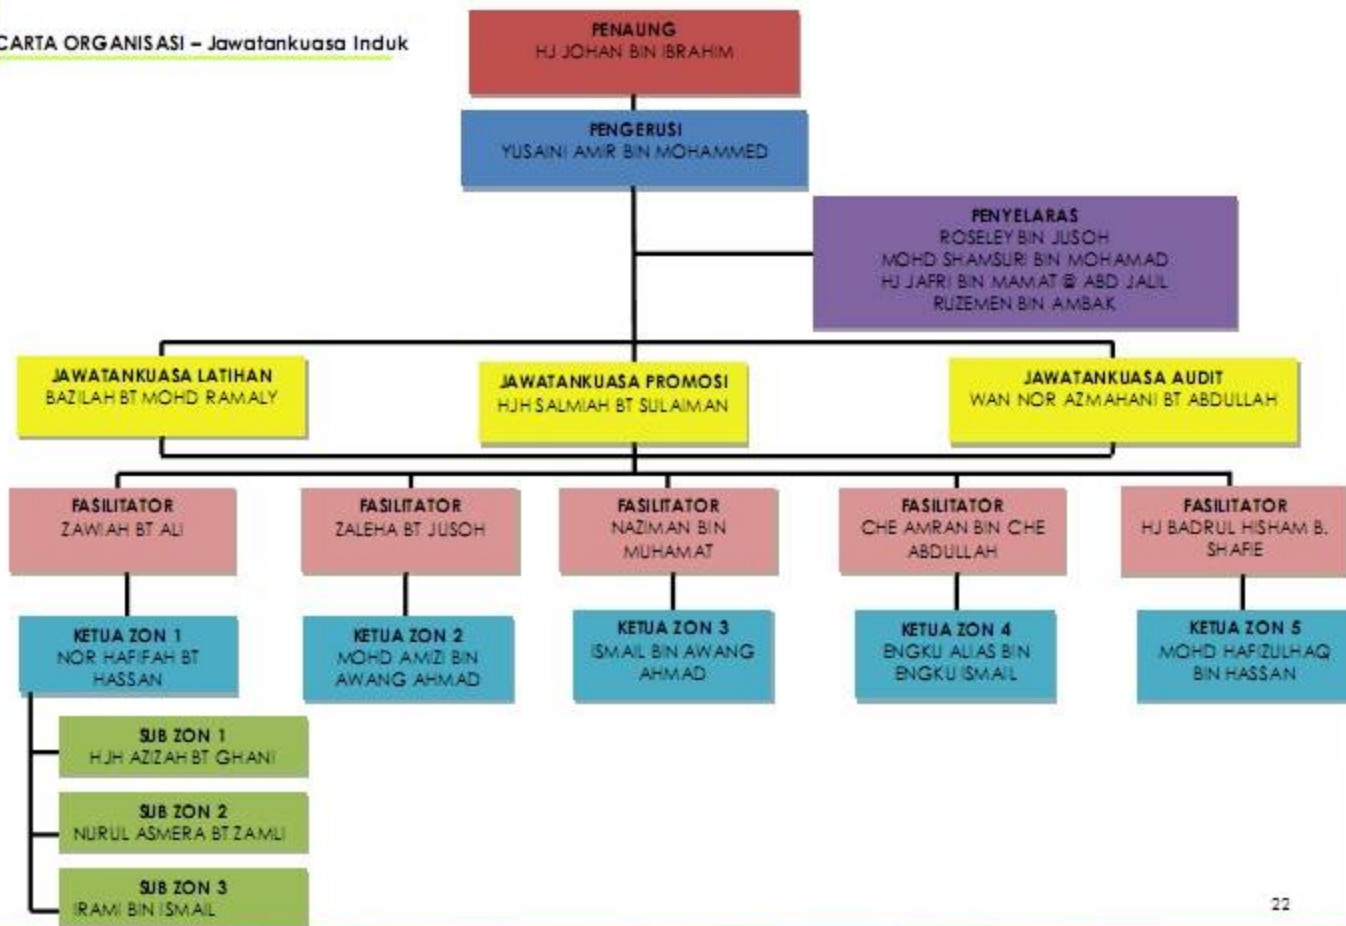 CARTA ORGANISASI – Jawatankuasa Induk
PENAUNG
HJ JOHAN BIN IBRAHIM
PENGERUSI
YUSAINI AMIR BIN MOHAMMED
PENYELARAS
ROSELEY BIN JUSOH
MOHD SHAMSURI BIN MOHAMAD
HJ JAFRI BIN MAMAT @ ABD JALIL
RUZEMEN BIN AMBAK
JAWATANKUASA LATIHAN
BAZILAH BT MOHD RAMALY
JAWATANKUASA PROMOSI
HJH SALMIAH BT SULAIMAN
JAWATANKUASA AUDIT
WAN NOR AZMAHANI BT ABDULLAH
FASILITATOR
ZAWIAH BT ALI
FASILITATOR
ZALEHA BT JUSOH
FASILITATOR
NAZIMAN BIN
MUHAMAT
FASILITATOR
CHE AMRAN BIN CHE
ABDULLAH
FASILITATOR
HJ BADRUL HISHAM B.
SHAFIE
KETUA ZON 1
NOR HAFIFAH BT
HASSAN
KETUA ZON 2
MOHD AMIZI BIN
AWANG AHMAD
KETUA ZON 3
ISMAIL BIN AWANG
AHMAD
KETUA ZON 4
ENGKU ALIAS BIN
ENGKU ISMAIL
KETUA ZON 5
MOHD HAFIZULHAQ
BIN HASSAN
SUB ZON 1
HJH AZIZAH BT GHANI
SUB ZON 2
NURUL ASMERA BT ZAMLI
SUB ZON 3
IRAMI BIN ISMAIL
22